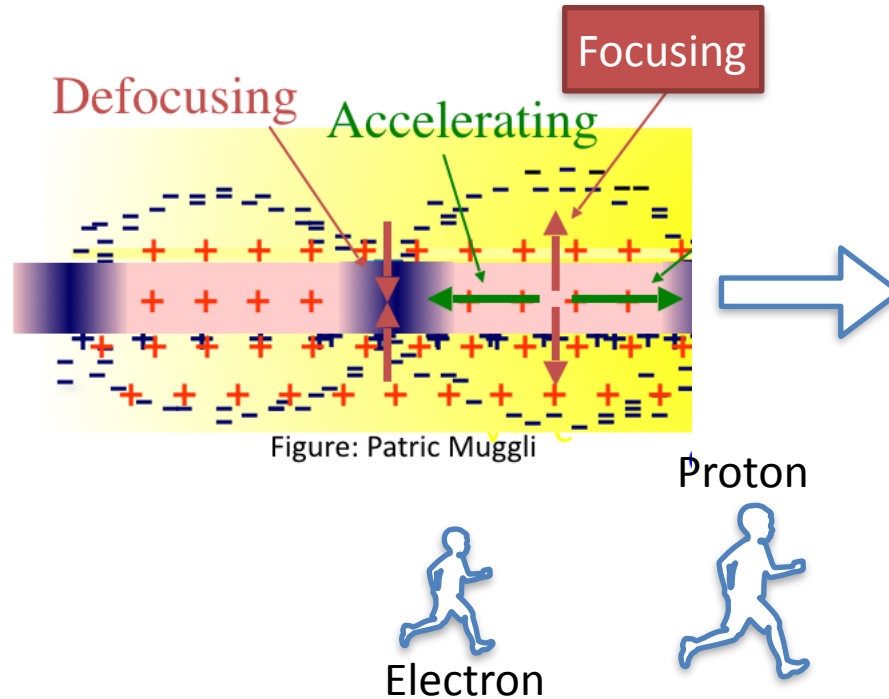 Focusing
Defocusing
Accelerating
Figure: Patric Muggli
Proton
Electron